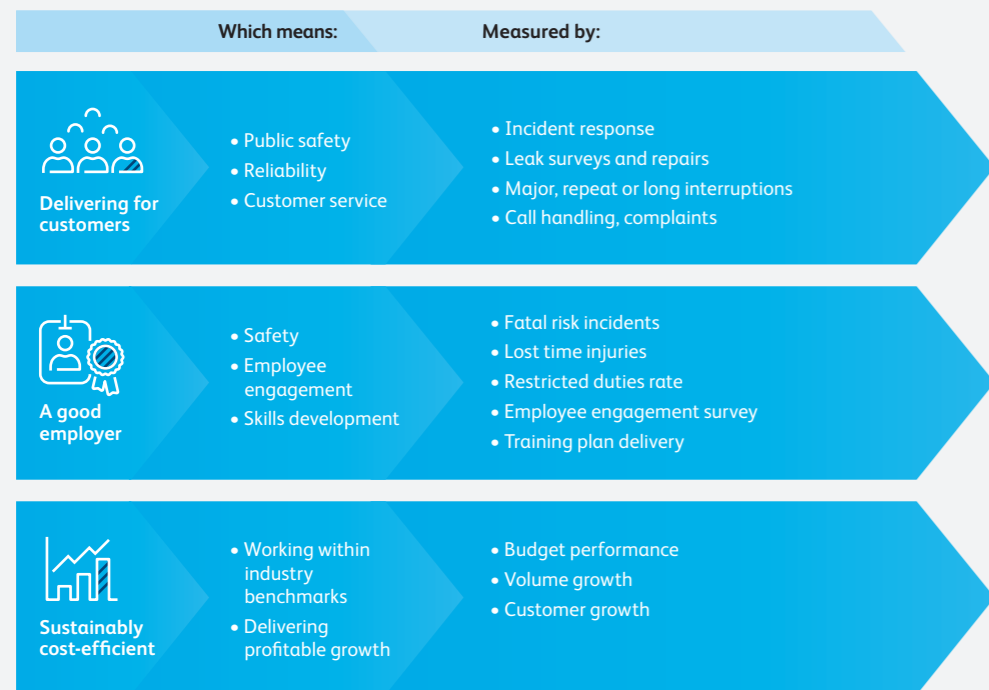 Which means:
Measured by:
Delivering for
customers
• Public safety
• Reliability
• Customer service
• Incident response
• Leak surveys and repairs
• Major, repeat or long interruptions
• Call handling, complaints
A good
employer
• Safety
• Employee
engagement
• Skills development
• Fatal risk incidents
• Lost time injuries
• Restricted duties rate
• Employee engagement survey
• Training plan delivery
Sustainably
cost-efficient
• Working within
industry
benchmarks
• Delivering
profitable growth
• Budget performance
• Volume growth
• Customer growth